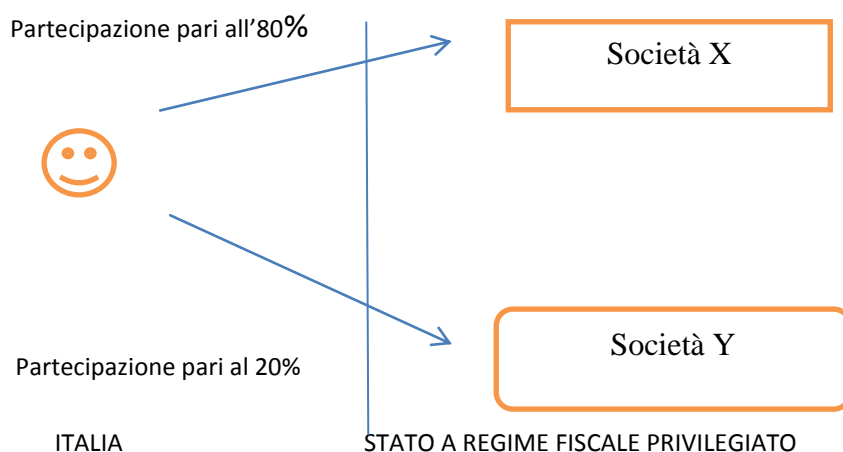 Partecipazione pari all'80%
Società X
Società Y
Partecipazione pari al 20%
ITALIA
STATO A REGIME FISCALE PRIVILEGIATO